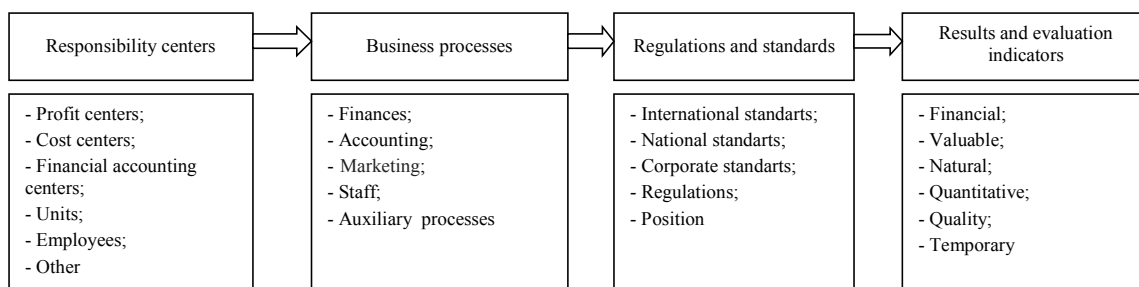 Responsibility centers
Business processes
Regulations and standards
Results and evaluation
indicators
- Profit centers;
- Cost centers;
- Financial accounting
centers;
- Units;
- Employees;
- Other
- Finances;
- Accounting;
- Marketing;
- Staff;
- Auxiliary processes
- International standarts;
- National standarts;
- Corporate standarts;
- Regulations;
- Position
- Financial;
- Valuable;
- Natural;
- Quantitative;
- Quality;
- Temporary